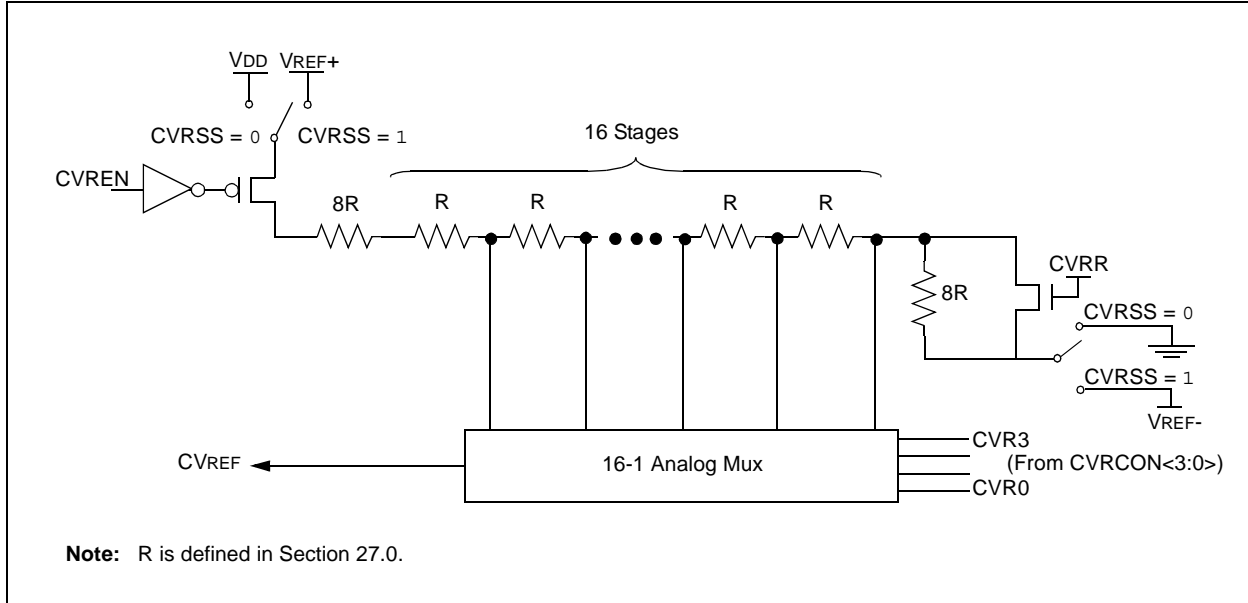 VDD VREF+
CVRSS = 0 CVRSS = 1
16 Stages
CVREN
8R R R R R
CVRR
8R
CVRSS = 0
CVRSS = 1
VREF-
CVREF
16-1 Analog Mux
CVR3
(From CVRCON<3:0>)
CVR0
Note: R is defined in Section 27.0.